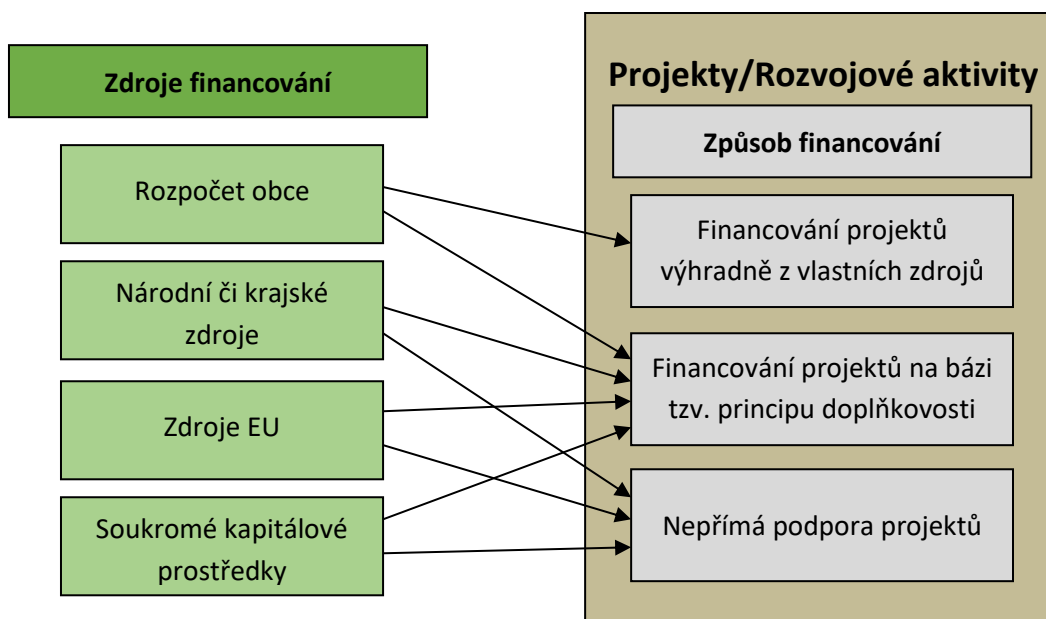 Zdroje financování
Rozpočet obce
Národní či krajské
zdroje
Zdroje EU
Soukromé kapitálové
prostředky
Projekty/Rozvojové aktivity
Způsob financování
Financování projektů
výhradně z vlastních zdrojů
Financování projektů na bázi
tzv. principu doplňkovosti
Nepřímá podpora projektů